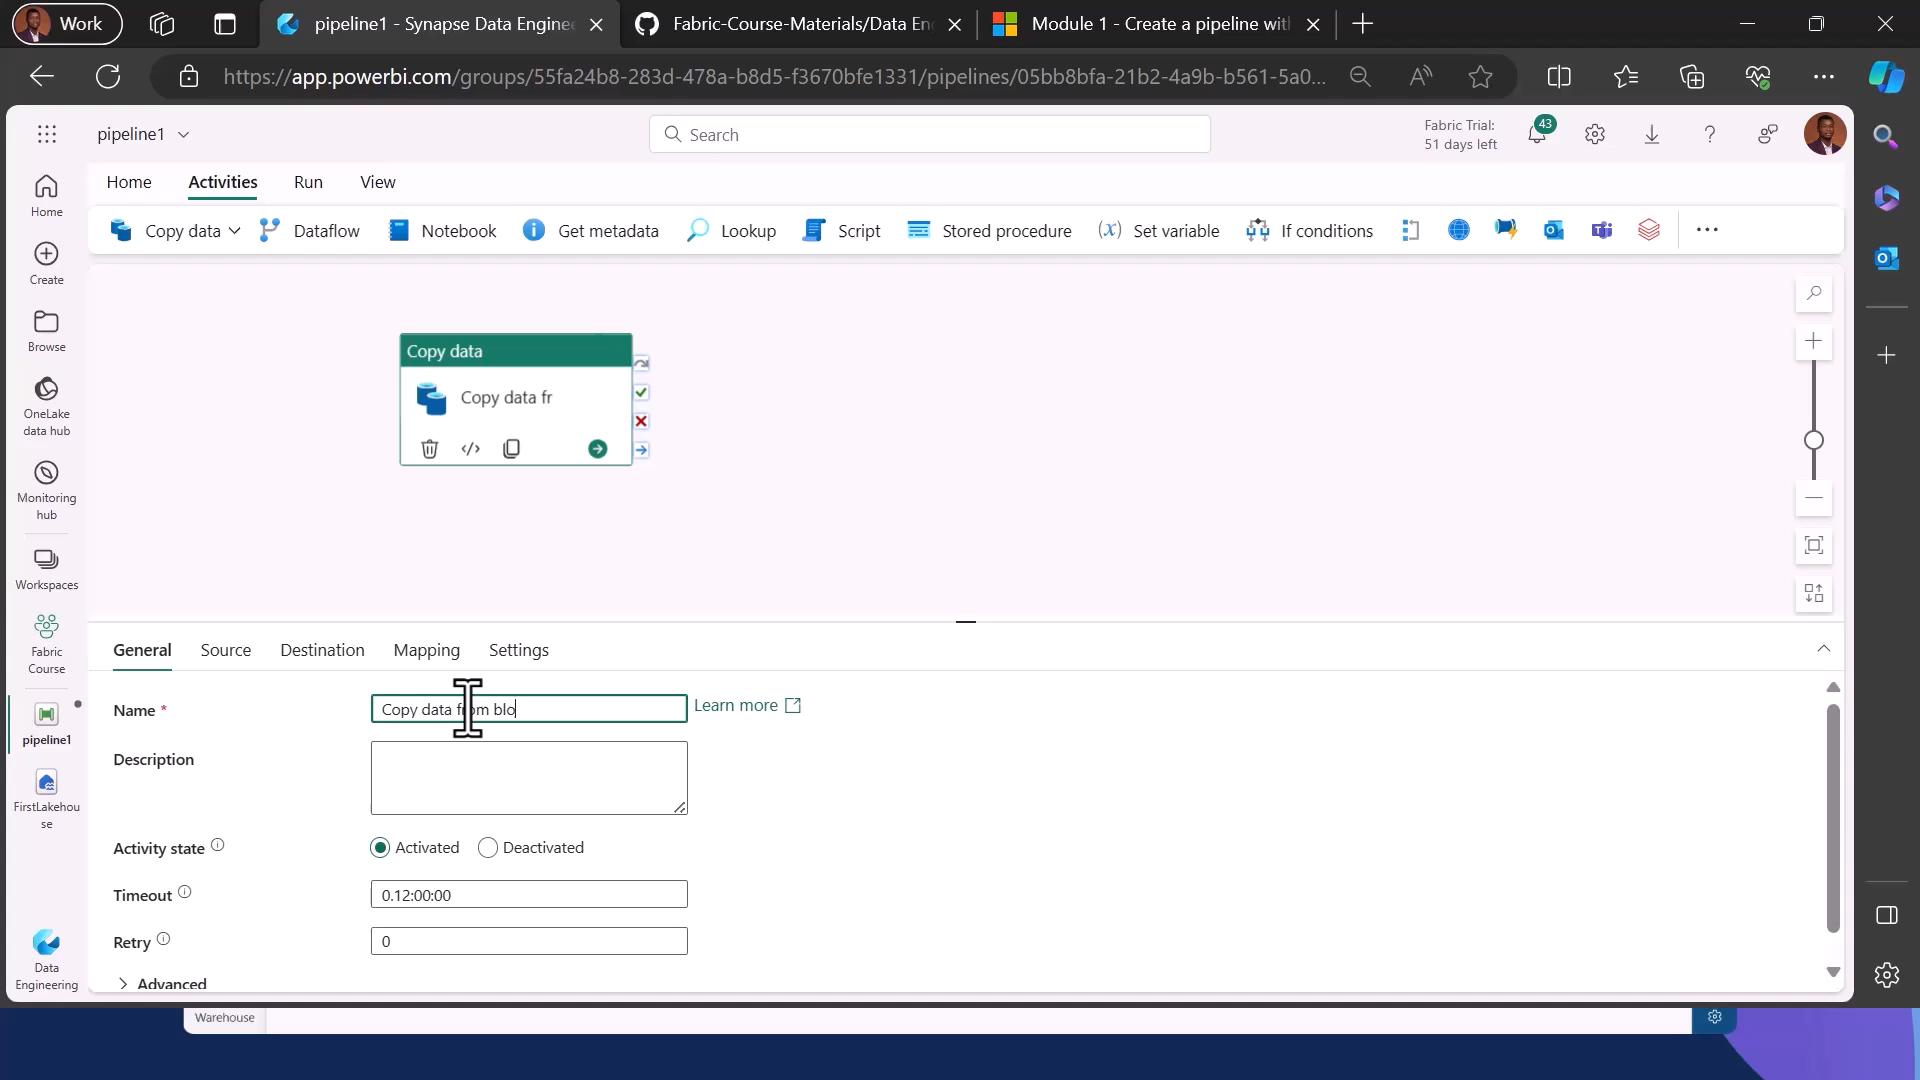 Work
pipeline1 - Synapse Data Enginee
Fabric-Course-Materials/Data En
Module 1 - Create a pipeline with
https://app.powerbi.com/groups/55fa24b8-283d-478a-b8d5-f3670bfe1331/pipelines/05bb8bfa-21b2-4a9b-b561-5a0...
pipeline1
Search
Fabric Trial:
51 days left
43
Home
Activities
Run
View
Copy data
Dataflow
Notebook
Get metadata
Lookup
Script
Stored procedure
(x) Set variable
If conditions
Home
Create
Browse
OneLake
data hub
Monitoring
hub
Workspaces
Fabric
Course
pipeline1
FirstLakehou
se
Data
Engineering
Copy data
Copy data fr
General
Source
Destination
Mapping
Settings
Name *
Copy data from blo
Learn more
Description
Activity state
Activated
Deactivated
Timeout
0.12:00:00
Retry
0
Advanced
Warehouse